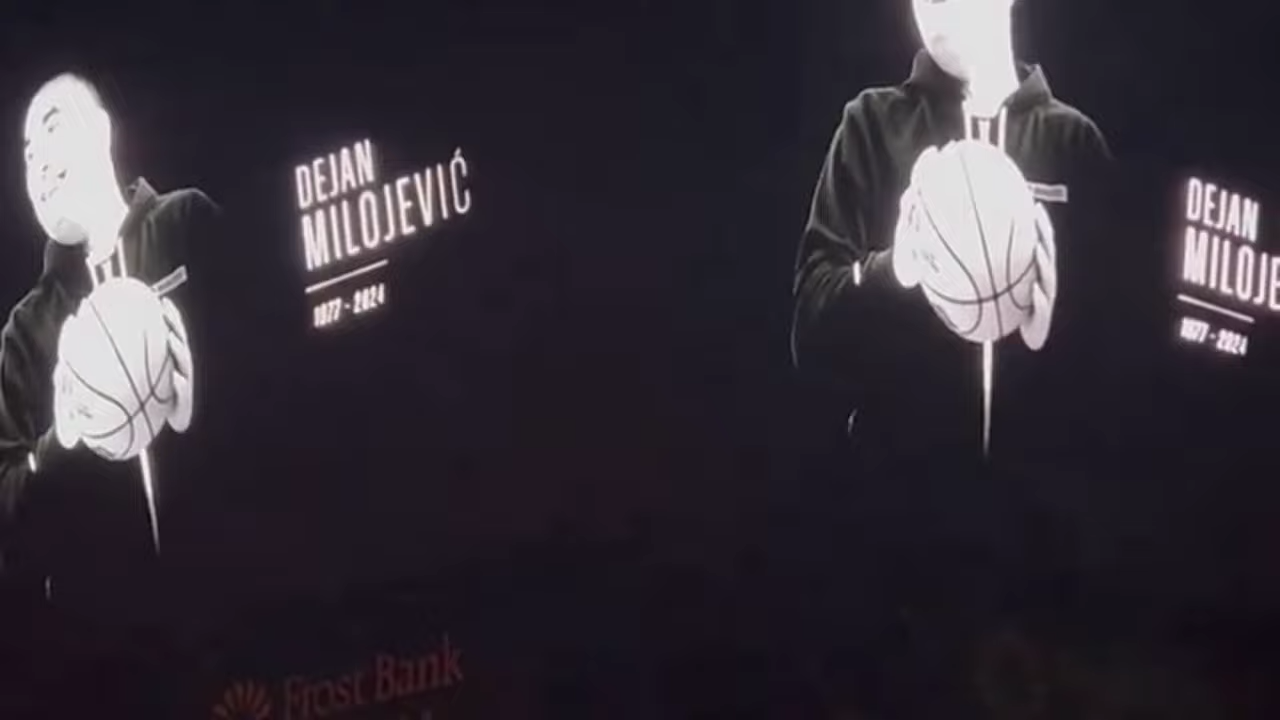 DEJAN
MILOJEVIĆ
1977 - 2024
Frost Bank
DEJAN
MILOJE
1977 - 2024